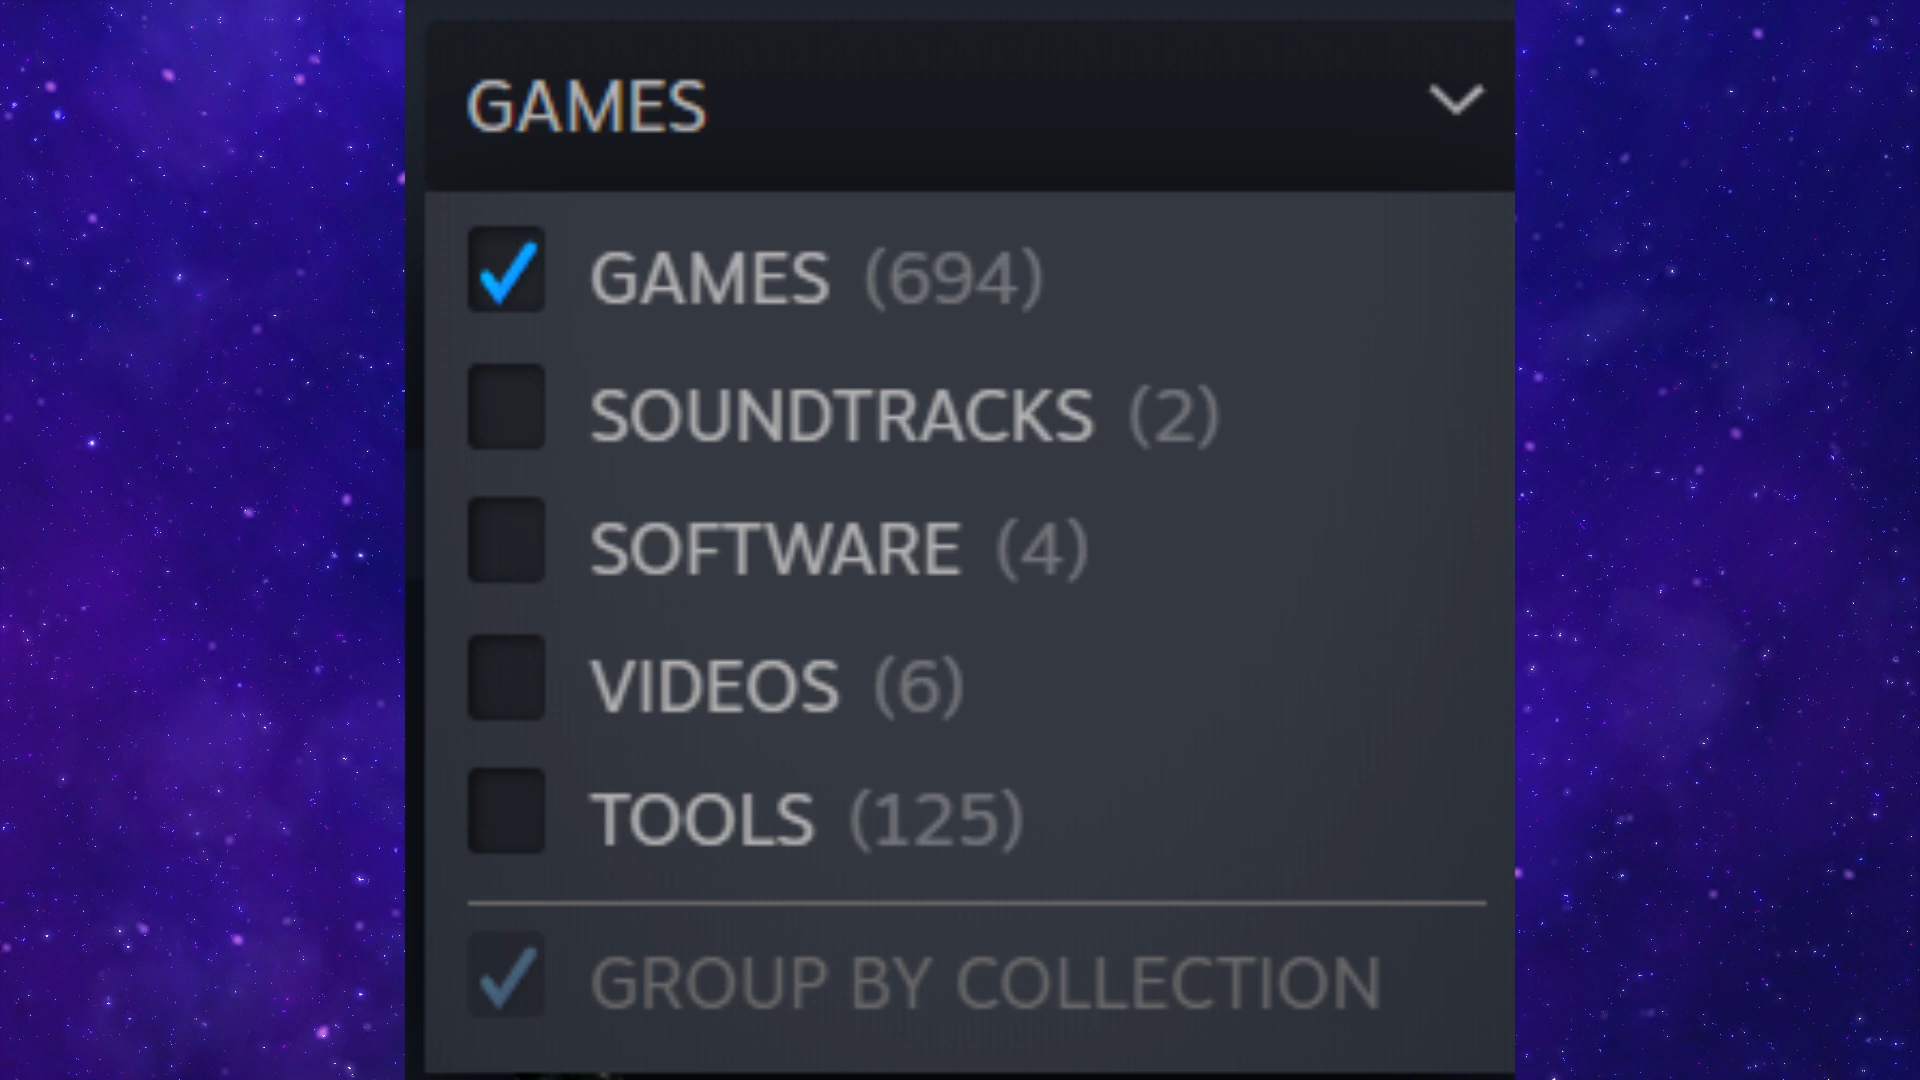 GAMES
GAMES (694)
SOUNDTRACKS (2)
SOFTWARE (4)
VIDEOS (6)
TOOLS (125)
GROUP BY COLLECTION